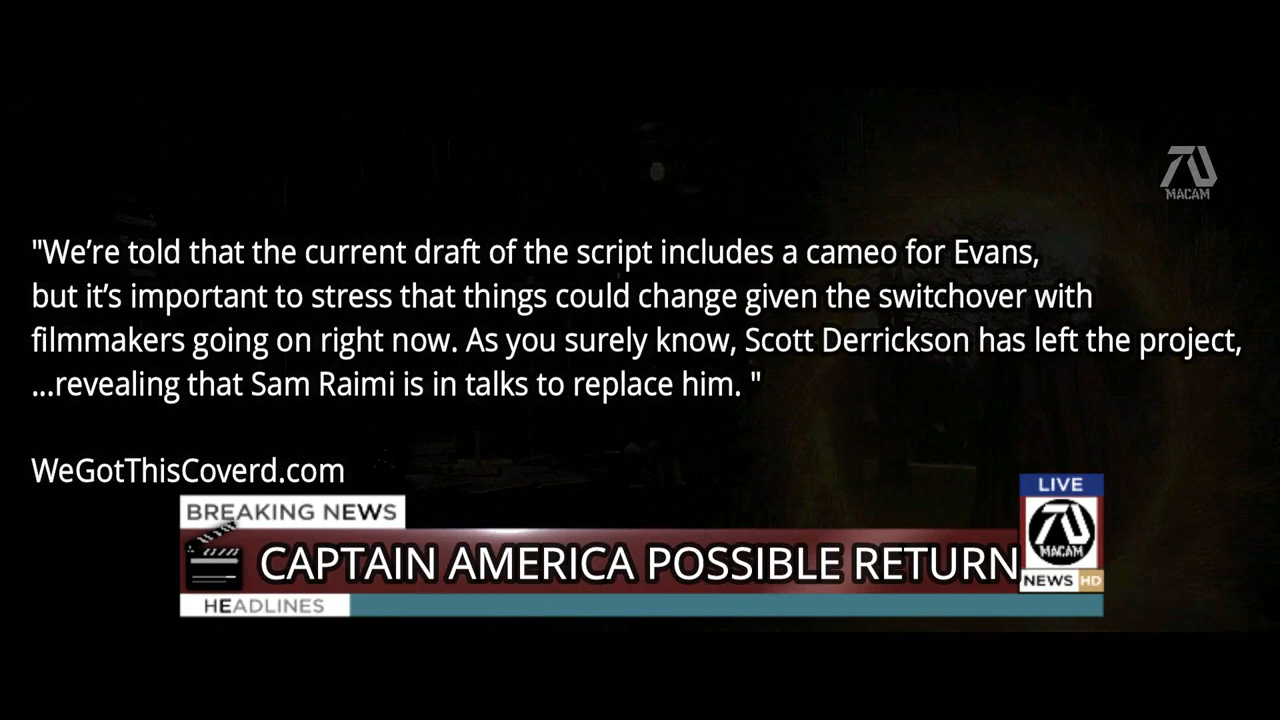 MACAM
"We’re told that the current draft of the script includes a cameo for Evans,
but it’s important to stress that things could change given the switchover with
filmmakers going on right now. As you surely know, Scott Derrickson has left the project,
...revealing that Sam Raimi is in talks to replace him. "
WeGotThisCoverd.com
BREAKING NEWS
CAPTAIN AMERICA POSSIBLE RETURN
HEADLINES
LIVE
MACAM
NEWS HD